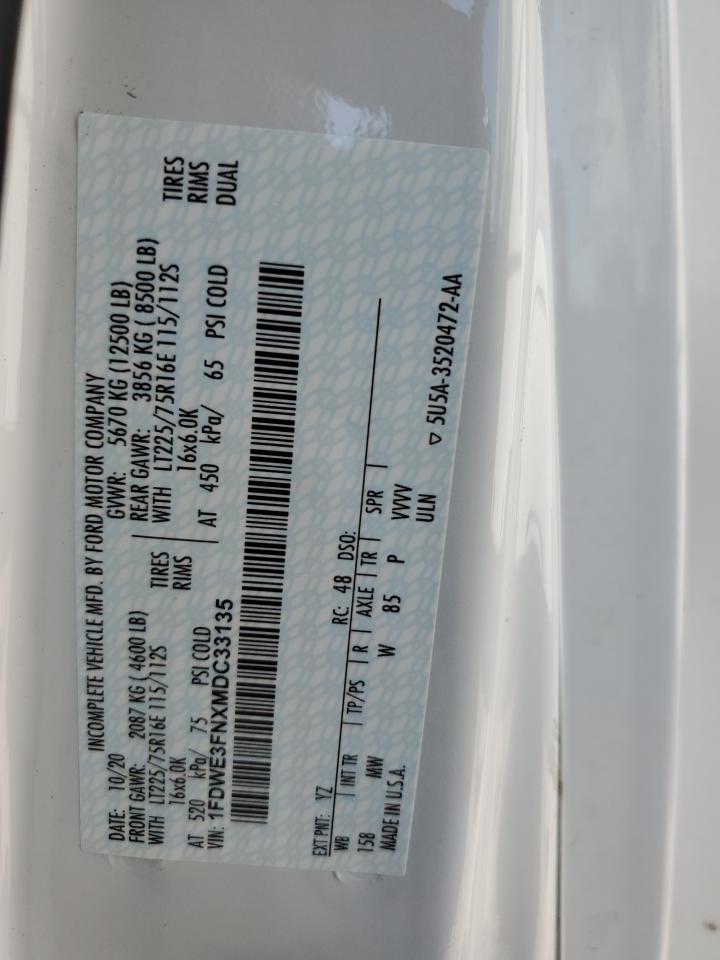 INCOMPLETE VEHICLE MFD. BY FORD MOTOR COMPANY
DATE: 10/20 GVWR: 5670 KG (12500 LB)
FRONT GAWR: 2087 KG ( 4600 LB) REAR GAWR: 3856 KG ( 8500 LB)
WITH LT225/75R16E 115/112S TIRES WITH LT225/75R16E 115/112S TIRES
16x6.0K RIMS 16x6.0K RIMS
AT 520 kPa/ 75 PSI COLD AT 450 kPa/ 65 PSI COLD DUAL
VIN: 1FDWE3FNXMDC33135
EXT PNT: YZ RC: 48 DSO:
WB | INT TR | TP/PS | R | AXLE | TR | SPR |
158 MW W 85 P VVVV
MADE IN U.S.A. ULN
▽ 5U5A-3520472-AA